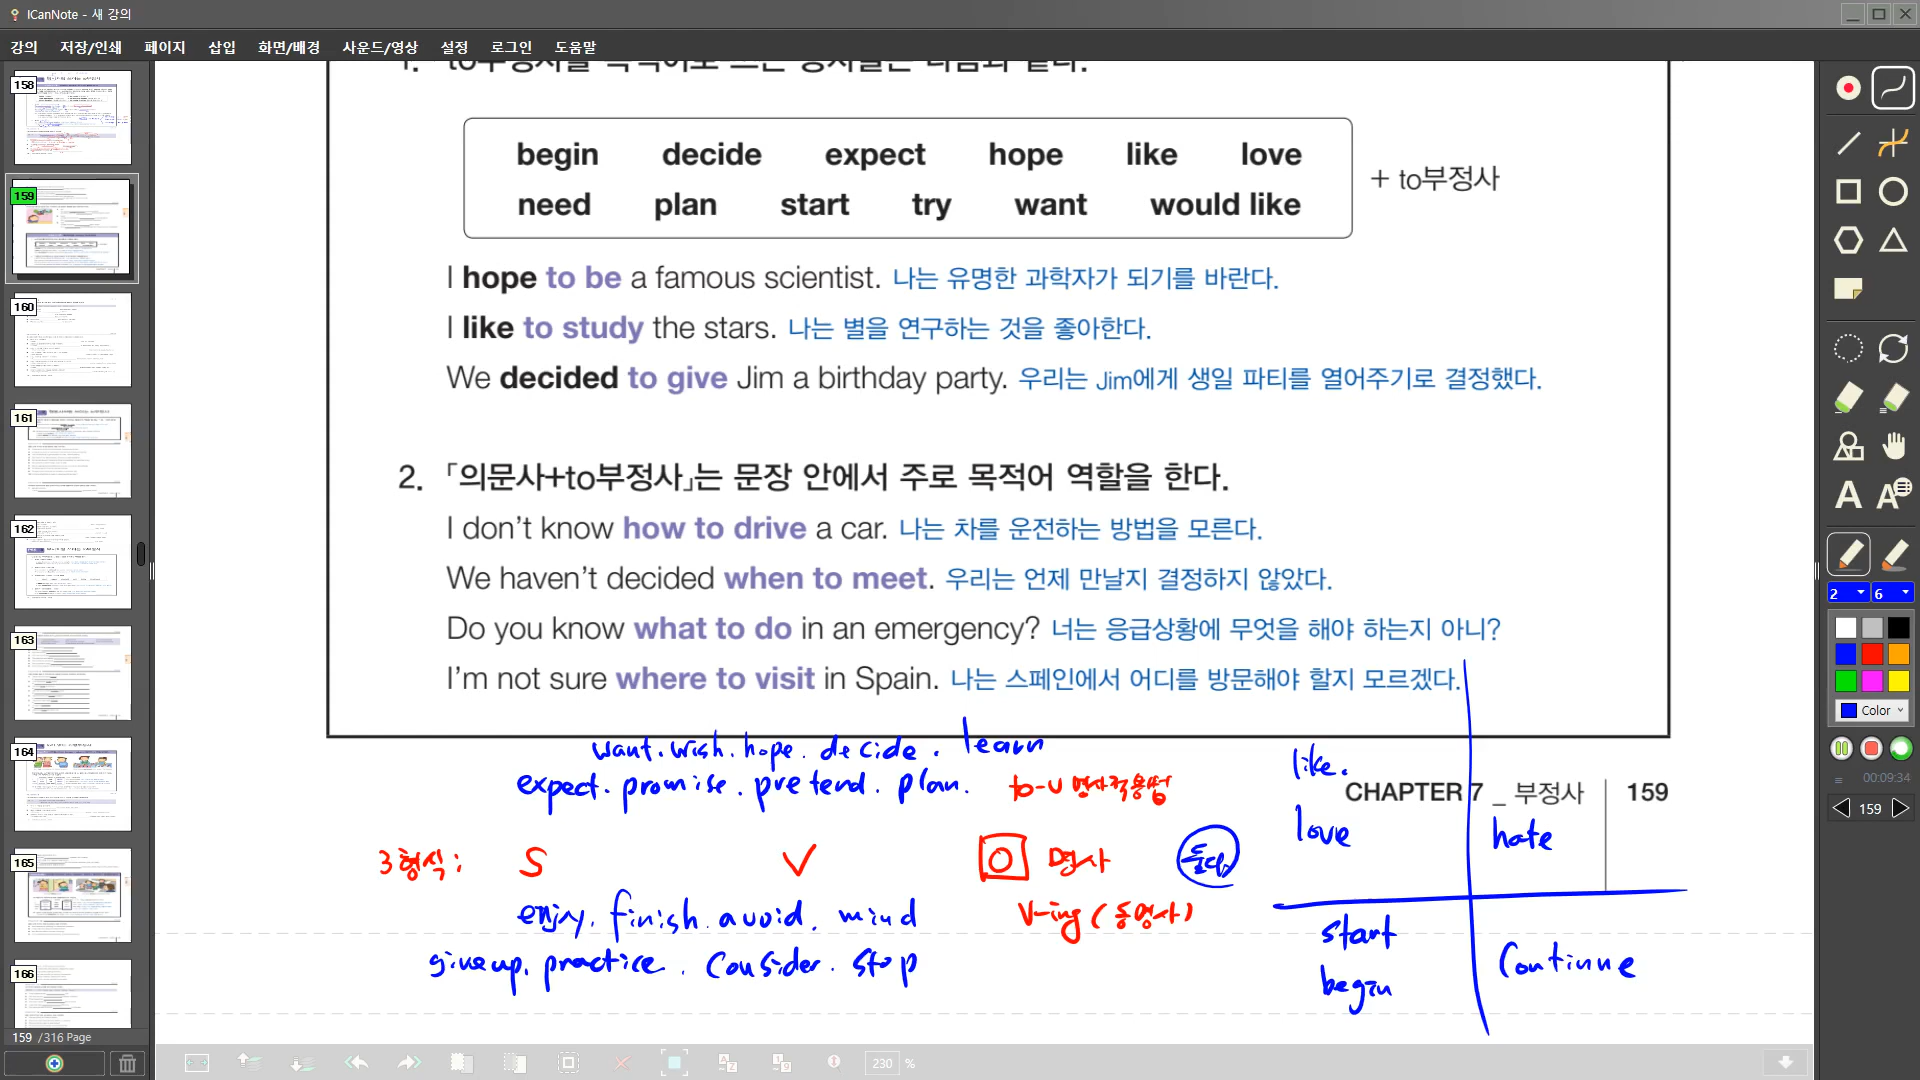 ICanNote - 새 강의
강의 저장/인쇄 페이지 삽입 화면/배경 사운드/영상 설정 로그인 도움말
158
159
160
161
162
163
164
165
166
159 /316 Page
begin decide expect hope like love
need plan start try want would like
+ to부정사
I hope to be a famous scientist. 나는 유명한 과학자가 되기를 바란다.
I like to study the stars. 나는 별을 연구하는 것을 좋아한다.
We decided to give Jim a birthday party. 우리는 Jim에게 생일 파티를 열어주기로 결정했다.
2. 「의문사+to부정사」는 문장 안에서 주로 목적어 역할을 한다.
I don't know how to drive a car. 나는 차를 운전하는 방법을 모른다.
We haven't decided when to meet. 우리는 언제 만날지 결정하지 않았다.
Do you know what to do in an emergency? 너는 응급상황에 무엇을 해야 하는지 아니?
I'm not sure where to visit in Spain. 나는 스페인에서 어디를 방문해야 할지 모르겠다.
want. wish. hope. decide. learn
expect. promise. pretend. plan. to-v 명사적용법
3형식: S V O 명사 둘다
enjoy. finish. avoid. mind v-ing (동명사)
give up. practice. consider. stop
like.
love
hate
start
begin
continue
CHAPTER 7 _ 부정사 159
2 6
Color
00:09:34
159
230 %